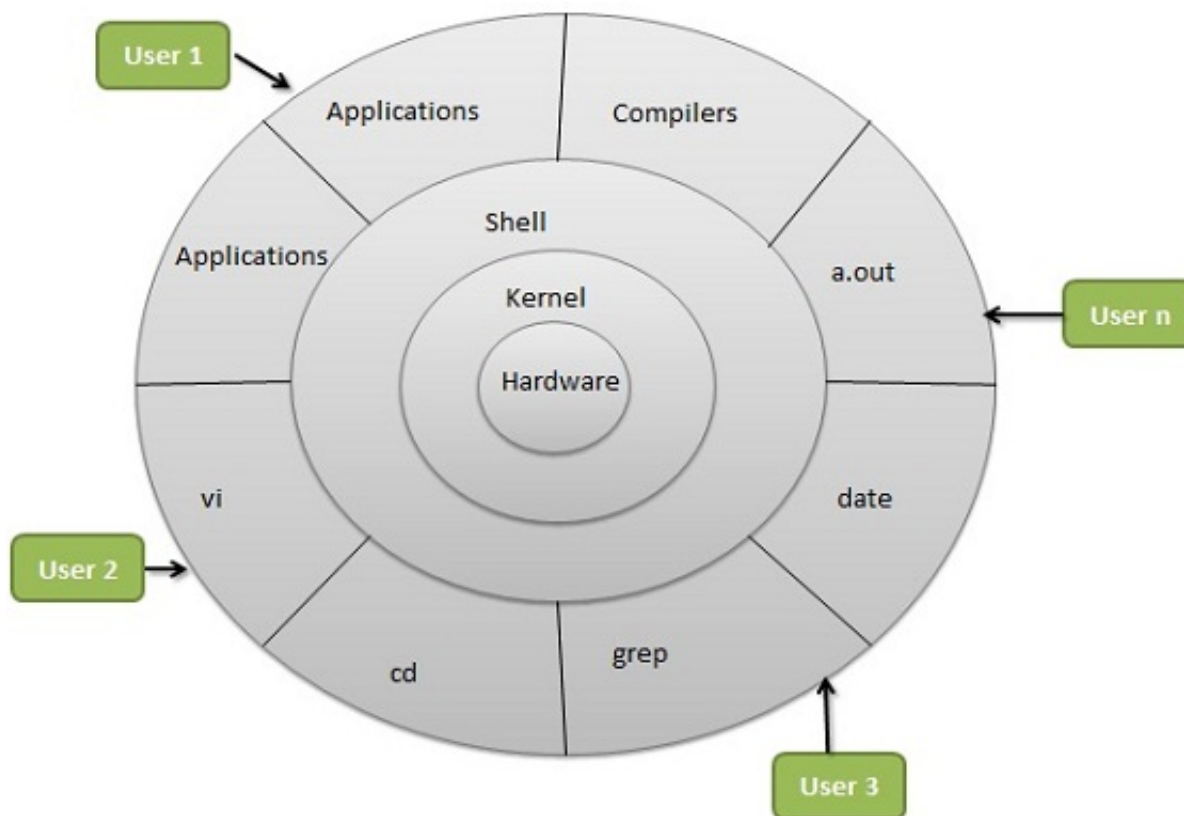 User 1
Applications
Compilers
Shell
Applications
a.out
Kernel
User n
Hardware
vi
date
User 2
cd
grep
User 3